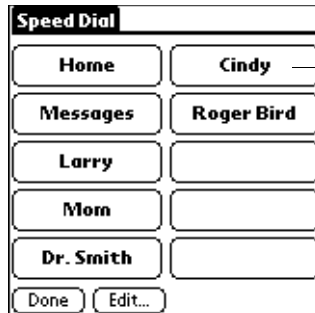 Speed Dial
Home Cindy
Messages Roger Bird
Larry
Mom
Dr. Smith
Done Edit...